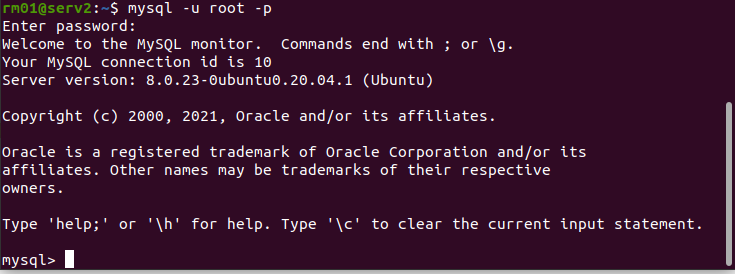 rm01@serv2:~$ mysql -u root -p
Enter password:
Welcome to the MySQL monitor.  Commands end with ; or \g.
Your MySQL connection id is 10
Server version: 8.0.23-0ubuntu0.20.04.1 (Ubuntu)

Copyright (c) 2000, 2021, Oracle and/or its affiliates.

Oracle is a registered trademark of Oracle Corporation and/or its
affiliates. Other names may be trademarks of their respective
owners.

Type 'help;' or '\h' for help. Type '\c' to clear the current input statement.

mysql>